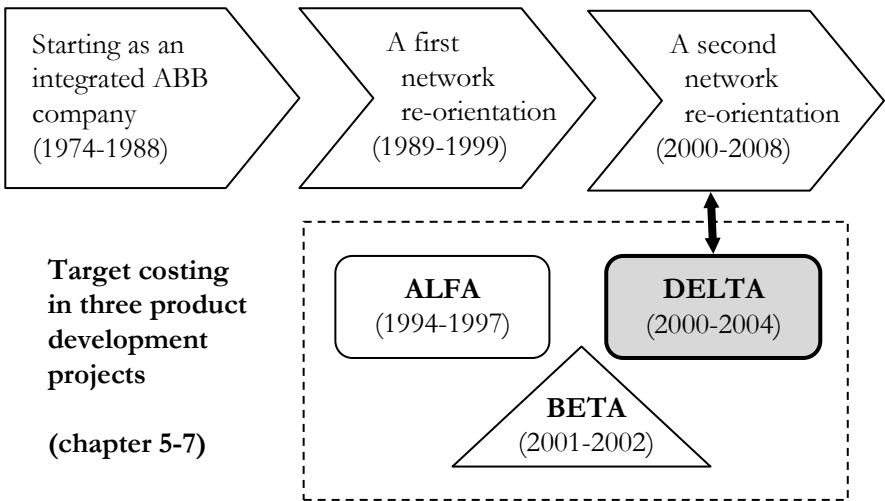 Starting as an
integrated ABB
company
(1974-1988)
A first
network
re-orientation
(1989-1999)
A second
network
re-orientation
(2000-2008)
Target costing
in three product
development
projects
(chapter 5-7)
ALFA
(1994-1997)
DELTA
(2000-2004)
BETA
(2001-2002)